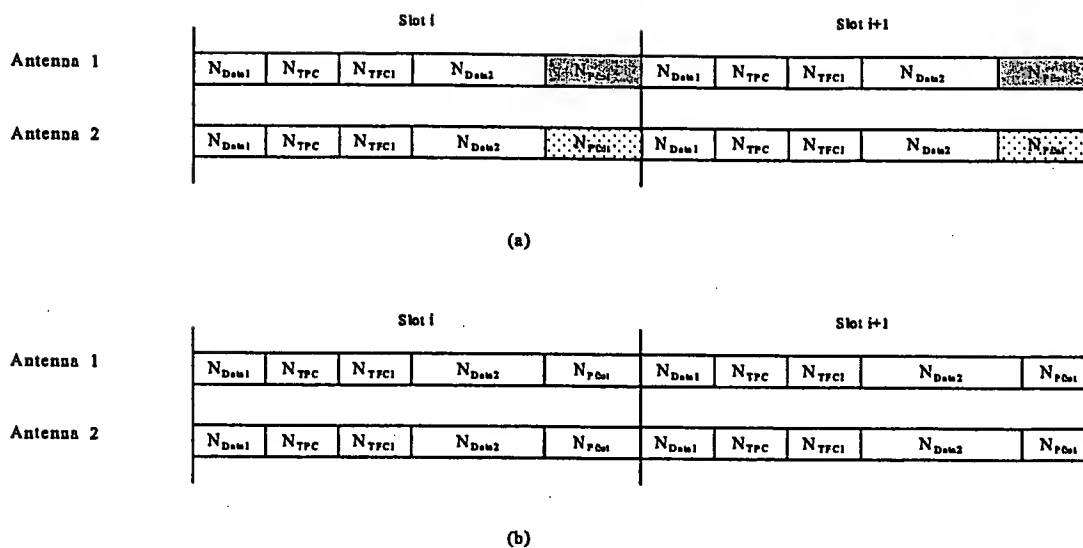 Slot i Slot i+1
Antenna 1 N_Data1 N_TPC N_TFCI N_Data2 N_Pilot N_Data1 N_TPC N_TFCI N_Data2 N_Pilot
Antenna 2 N_Data1 N_TPC N_TFCI N_Data2 N_Pilot N_Data1 N_TPC N_TFCI N_Data2 N_Pilot
(a)
Slot i Slot i+1
Antenna 1 N_Data1 N_TPC N_TFCI N_Data2 N_Pilot N_Data1 N_TPC N_TFCI N_Data2 N_Pilot
Antenna 2 N_Data1 N_TPC N_TFCI N_Data2 N_Pilot N_Data1 N_TPC N_TFCI N_Data2 N_Pilot
(b)